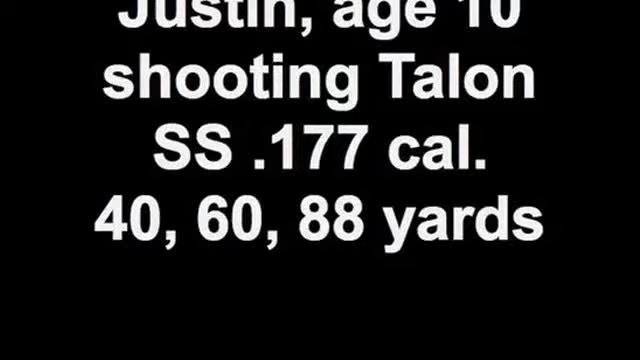 Justin, age 10
shooting Talon
SS .177 cal.
40, 60, 88 yards